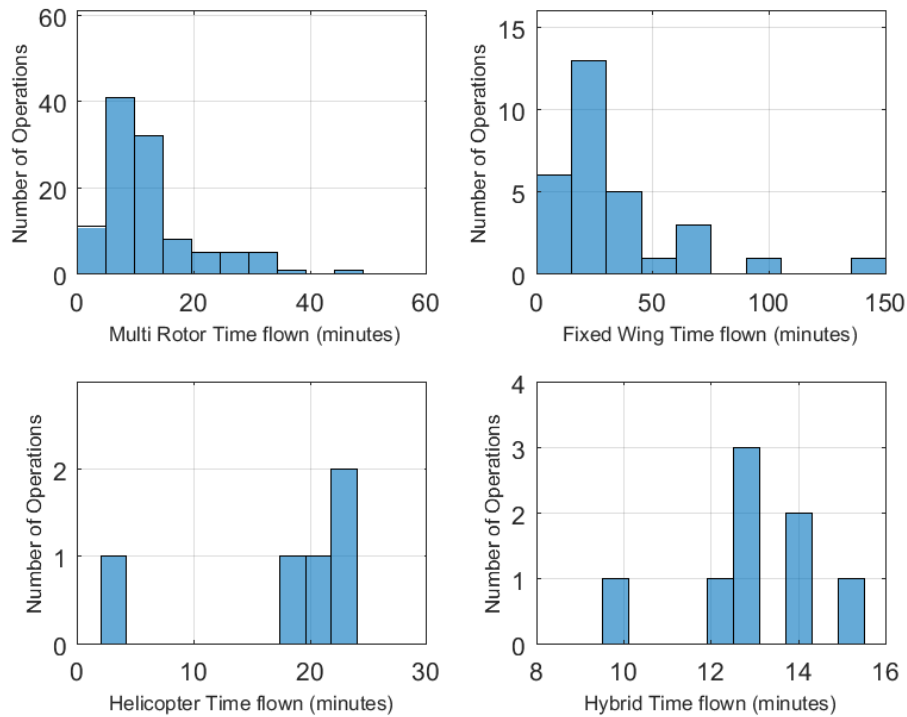 60
40
20
0
Number of Operations
0 20 40 60
Multi Rotor Time flown (minutes)
15
10
5
0
Number of Operations
0 50 100 150
Fixed Wing Time flown (minutes)
2
1
0
Number of Operations
0 10 20 30
Helicopter Time flown (minutes)
4
3
2
1
0
Number of Operations
8 10 12 14 16
Hybrid Time flown (minutes)